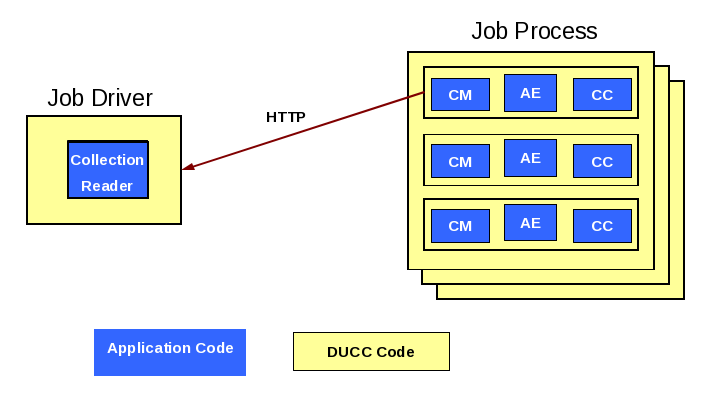 Job Process
Job Driver
HTTP
CM AE CC
Collection
Reader
CM AE CC
CM AE CC
Application Code
DUCC Code